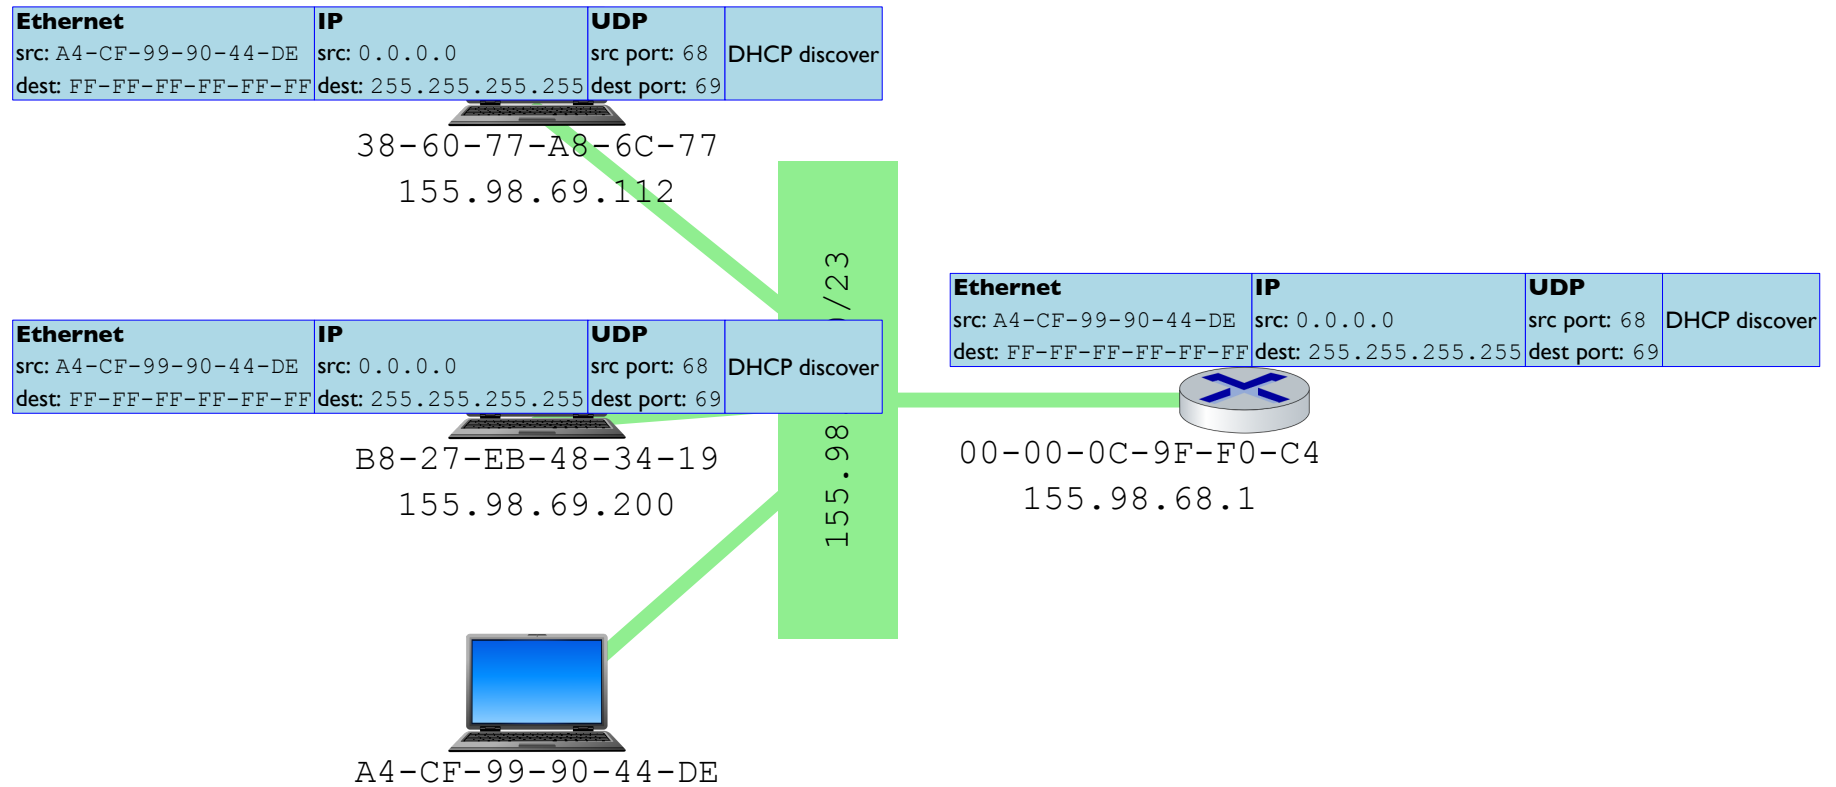 Ethernet IP UDP
src: A4-CF-99-90-44-DE src: 0.0.0.0 src port: 68 DHCP discover
dest: FF-FF-FF-FF-FF-FF dest: 255.255.255.255 dest port: 69
38-60-77-A8-6C-77
155.98.69.112
Ethernet IP UDP
src: A4-CF-99-90-44-DE src: 0.0.0.0 src port: 68 DHCP discover
dest: FF-FF-FF-FF-FF-FF dest: 255.255.255.255 dest port: 69
B8-27-EB-48-34-19
155.98.69.200
A4-CF-99-90-44-DE
155.98 /23
Ethernet IP UDP
src: A4-CF-99-90-44-DE src: 0.0.0.0 src port: 68 DHCP discover
dest: FF-FF-FF-FF-FF-FF dest: 255.255.255.255 dest port: 69
00-00-0C-9F-F0-C4
155.98.68.1